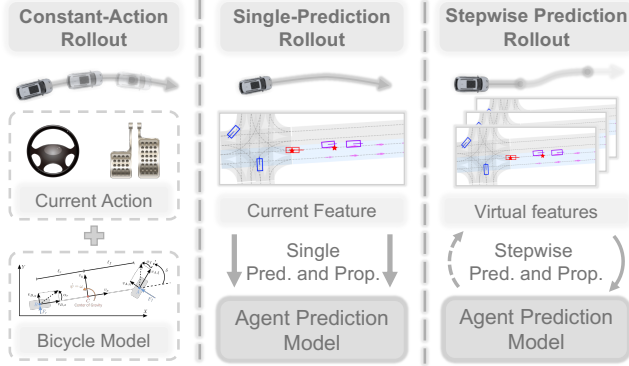 Constant-Action
Rollout
Current Action
Bicycle Model
Single-Prediction
Rollout
Current Feature
Single
Pred. and Prop.
Agent Prediction
Model
Stepwise Prediction
Rollout
Virtual features
Stepwise
Pred. and Prop.
Agent Prediction
Model